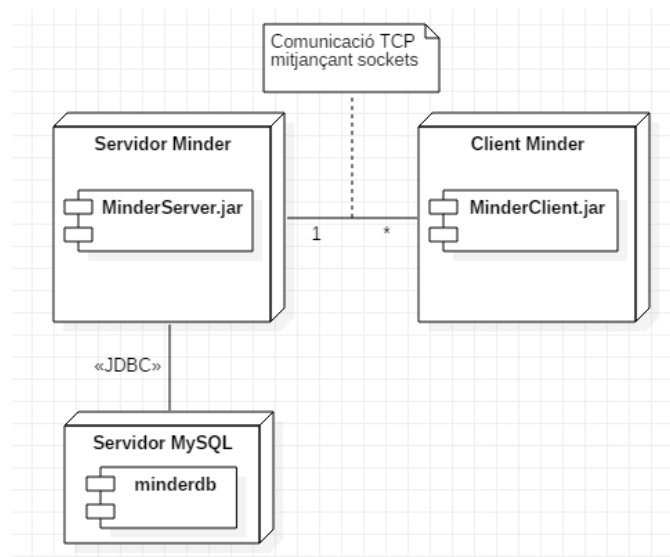 Comunicació TCP
mitjançant sockets
Servidor Minder
MinderServer.jar
Client Minder
MinderClient.jar
1
*
«JDBC»
Servidor MySQL
minderdb